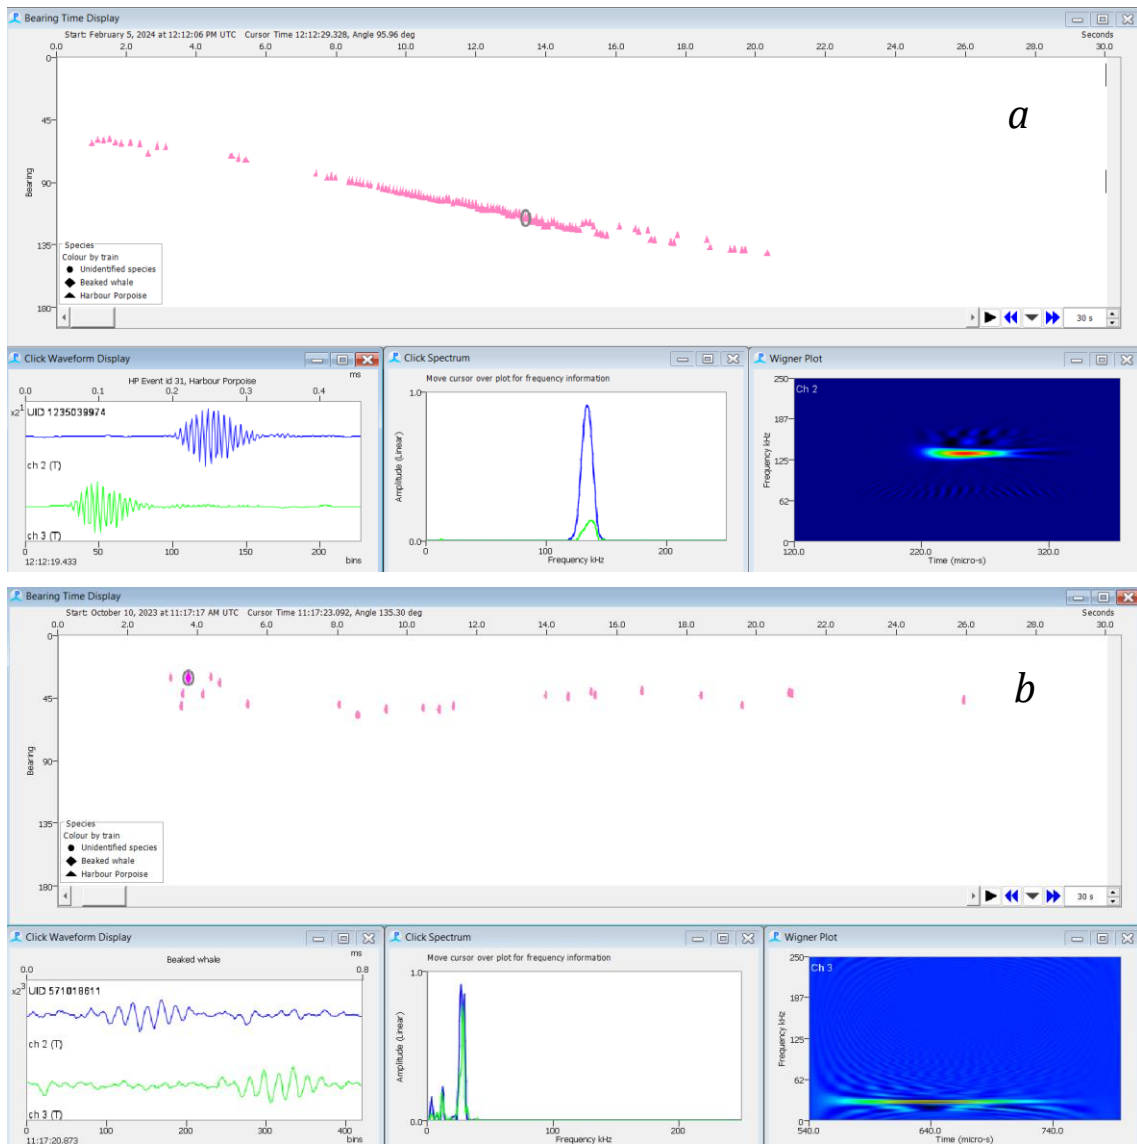 Bearing Time Display
Start: February 5, 2024 at 12:12:06 PM UTC Cursor Time 12:12:29.328, Angle 95.96 deg Seconds
0.0 2.0 4.0 6.0 8.0 10.0 12.0 14.0 16.0 18.0 20.0 22.0 24.0 26.0 28.0 30.0
0
45
90
135
180
Bearing
a
Species
Colour by train
Unidentified species
Beaked whale
Harbour Porpoise
30 s
Click Waveform Display
ms
HP Event id 31, Harbour Porpoise
0.0 0.1 0.2 0.3 0.4
x2^1 UID 1235039974
ch 2 (T)
ch 3 (T)
0 50 100 150 200
12:12:19.433 bins
Click Spectrum
Move cursor over plot for frequency information
1.0
Amplitude (Linear)
0.0
0 100 200
Frequency kHz
Wigner Plot
Ch 2
250
187
125
62
0
Frequency kHz
120.0 220.0 320.0
Time (micro-s)
Bearing Time Display
Start: October 10, 2023 at 11:17:17 AM UTC Cursor Time 11:17:23.092, Angle 135.30 deg Seconds
0.0 2.0 4.0 6.0 8.0 10.0 12.0 14.0 16.0 18.0 20.0 22.0 24.0 26.0 28.0 30.0
0
45
90
135
180
Bearing
b
Species
Colour by train
Unidentified species
Beaked whale
Harbour Porpoise
30 s
Click Waveform Display
ms
Beaked whale
0.0 0.8
x2^3 UID 571018611
ch 2 (T)
ch 3 (T)
0 100 200 300 400
11:17:20.873 bins
Click Spectrum
Move cursor over plot for frequency information
1.0
Amplitude (Linear)
0.0
0 100 200
Frequency kHz
Wigner Plot
Ch 3
250
187
125
62
0
Frequency kHz
540.0 640.0 740.0
Time (micro-s)